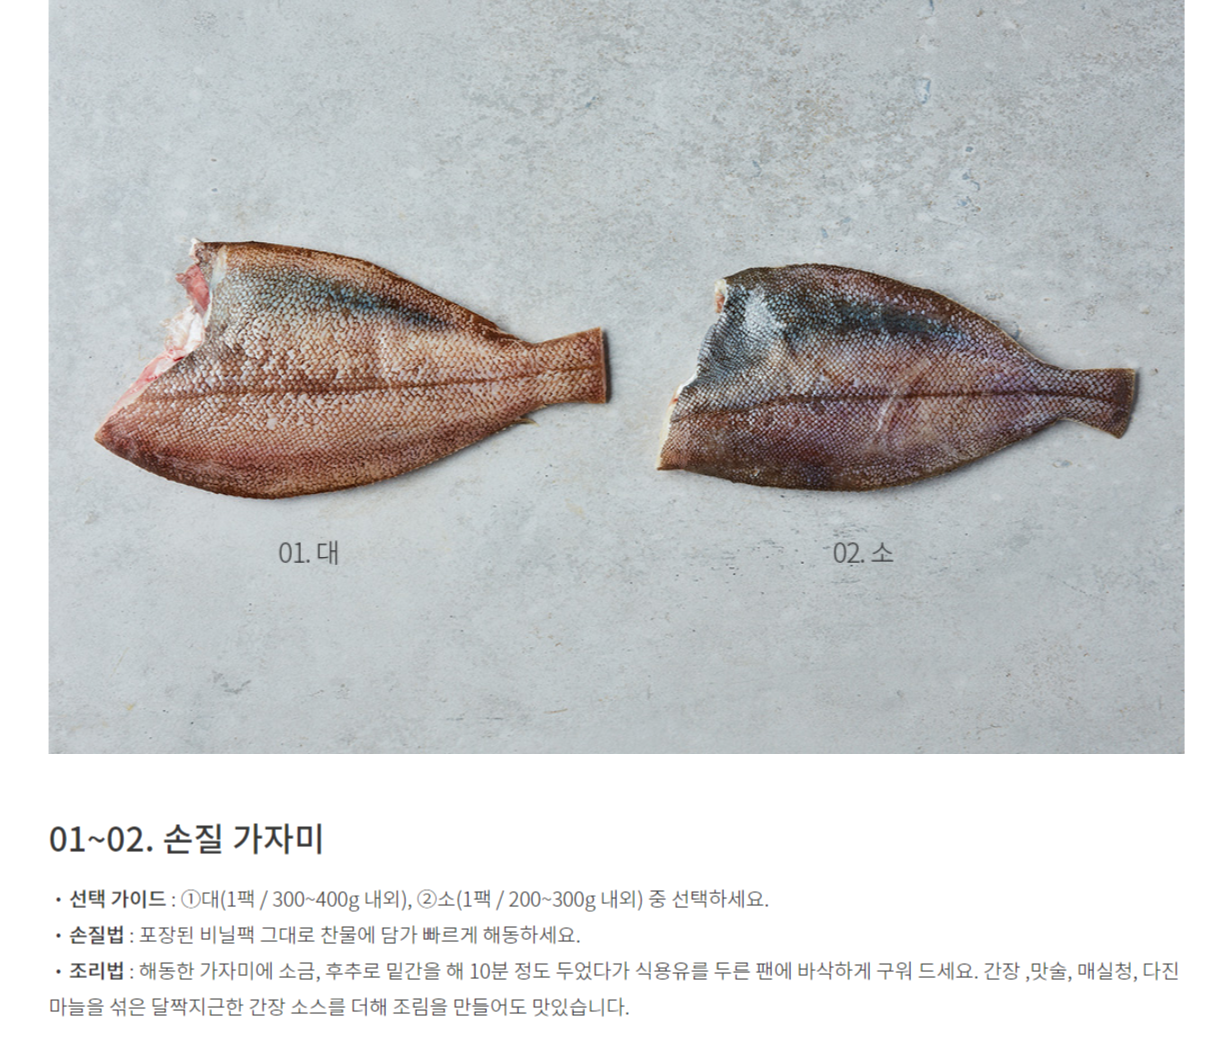 01. 대
02. 소
01~02. 손질 가자미
・선택 가이드 : ①대(1팩 / 300~400g 내외), ②소(1팩 / 200~300g 내외) 중 선택하세요.
・손질법 : 포장된 비닐팩 그대로 찬물에 담가 빠르게 해동하세요.
・조리법 : 해동한 가자미에 소금, 후추로 밑간을 해 10분 정도 두었다가 식용유를 두른 팬에 바삭하게 구워 드세요. 간장 ,맛술, 매실청, 다진
마늘을 섞은 달짝지근한 간장 소스를 더해 조림을 만들어도 맛있습니다.